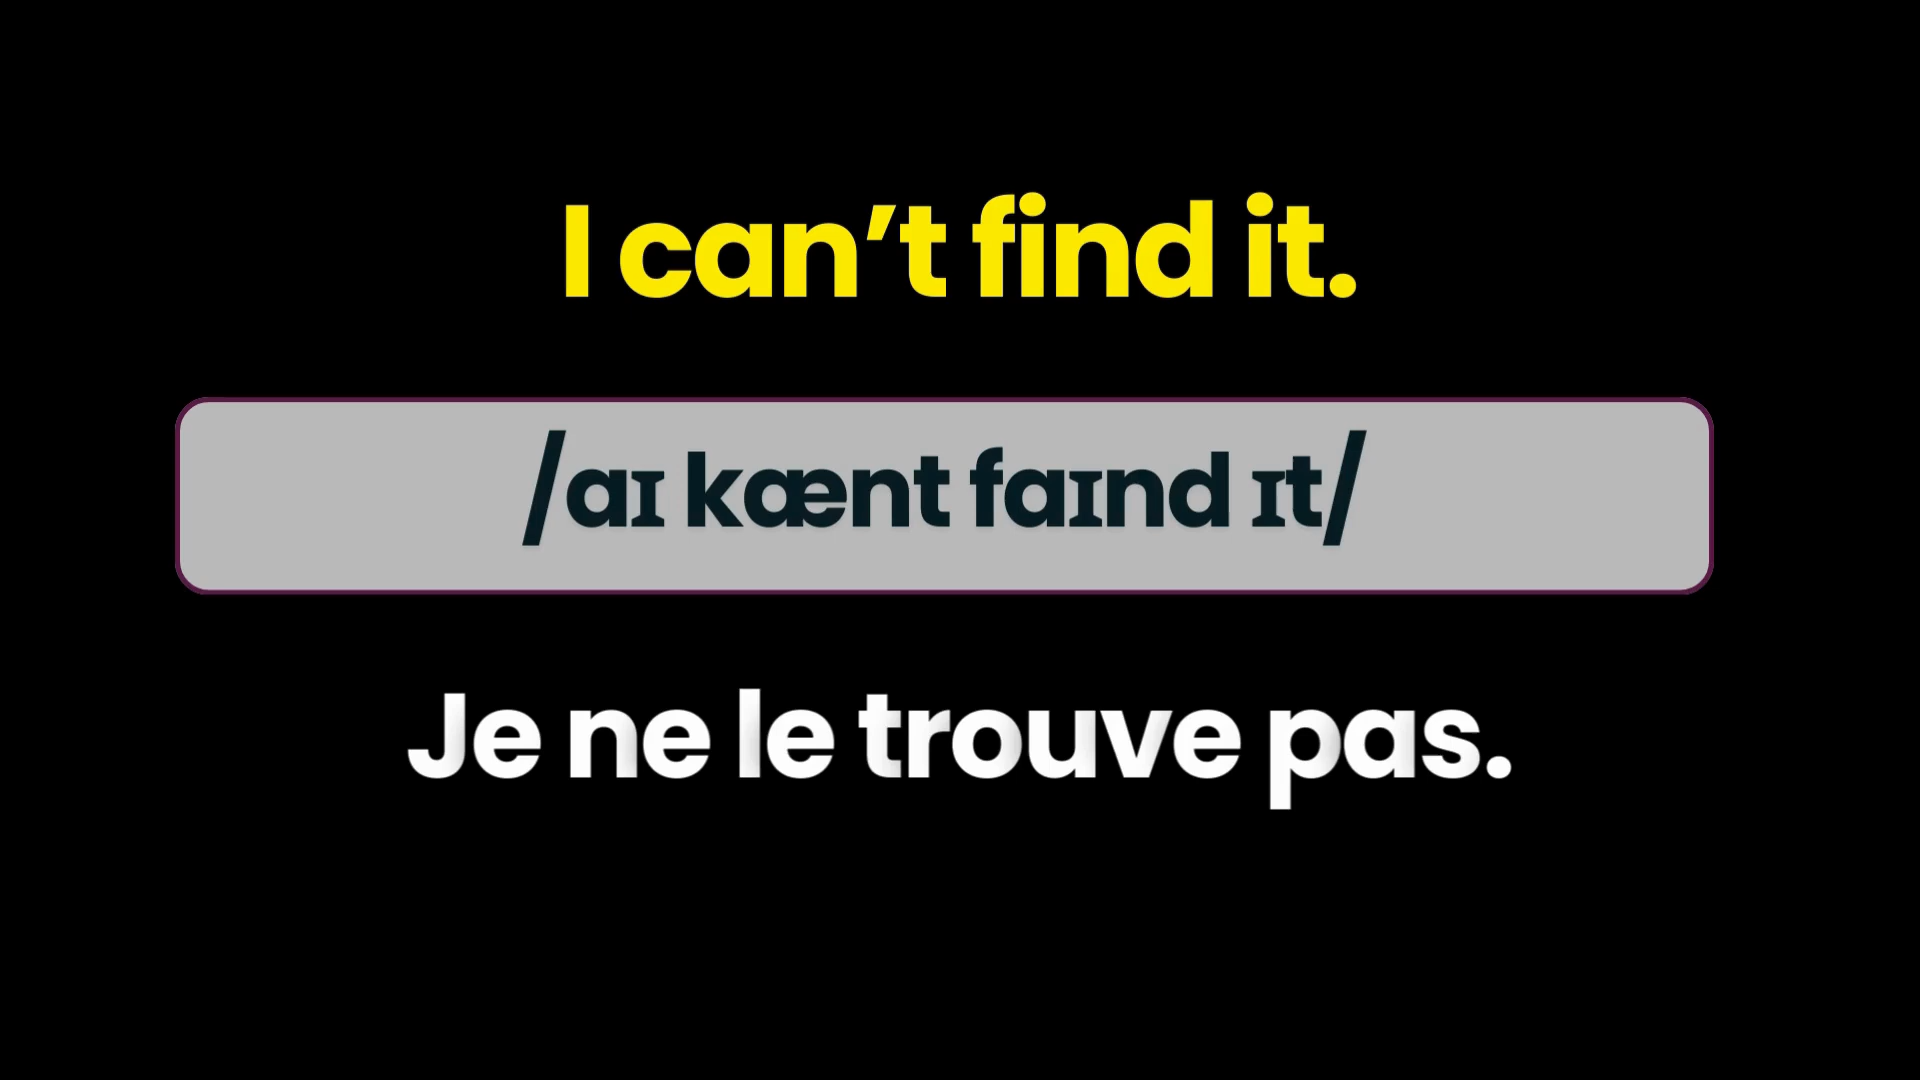 I can’t find it.
/aɪ kænt faɪnd ɪt/
Je ne le trouve pas.